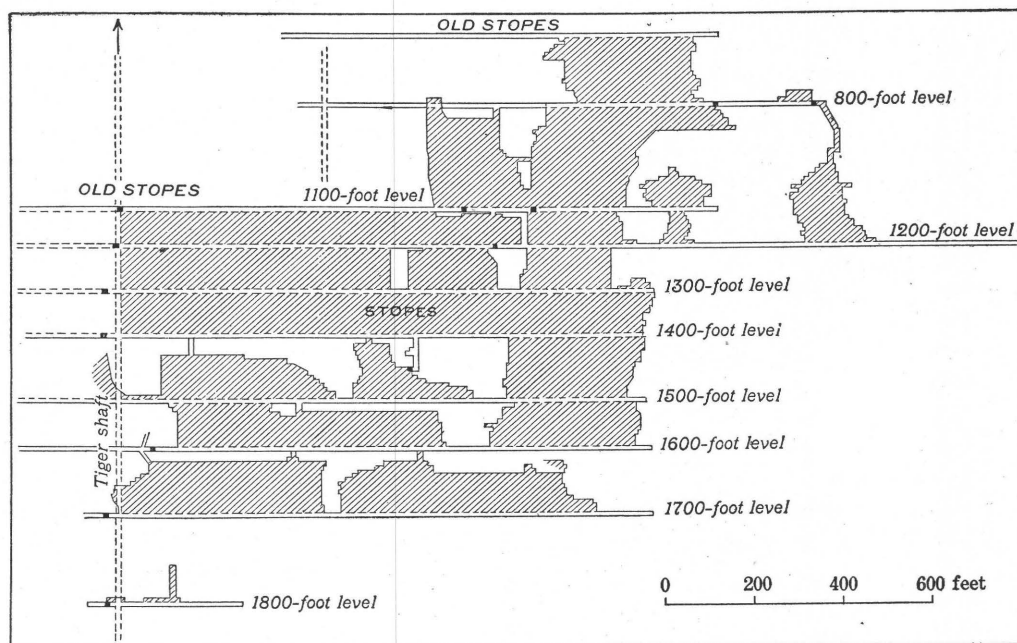 OLD STOPES
800-foot level
OLD STOPES
1100-foot level
1200-foot level
1300-foot level
STOPES
1400-foot level
1500-foot level
Tiger shaft
1600-foot level
1700-foot level
1800-foot level
0 200 400 600 feet